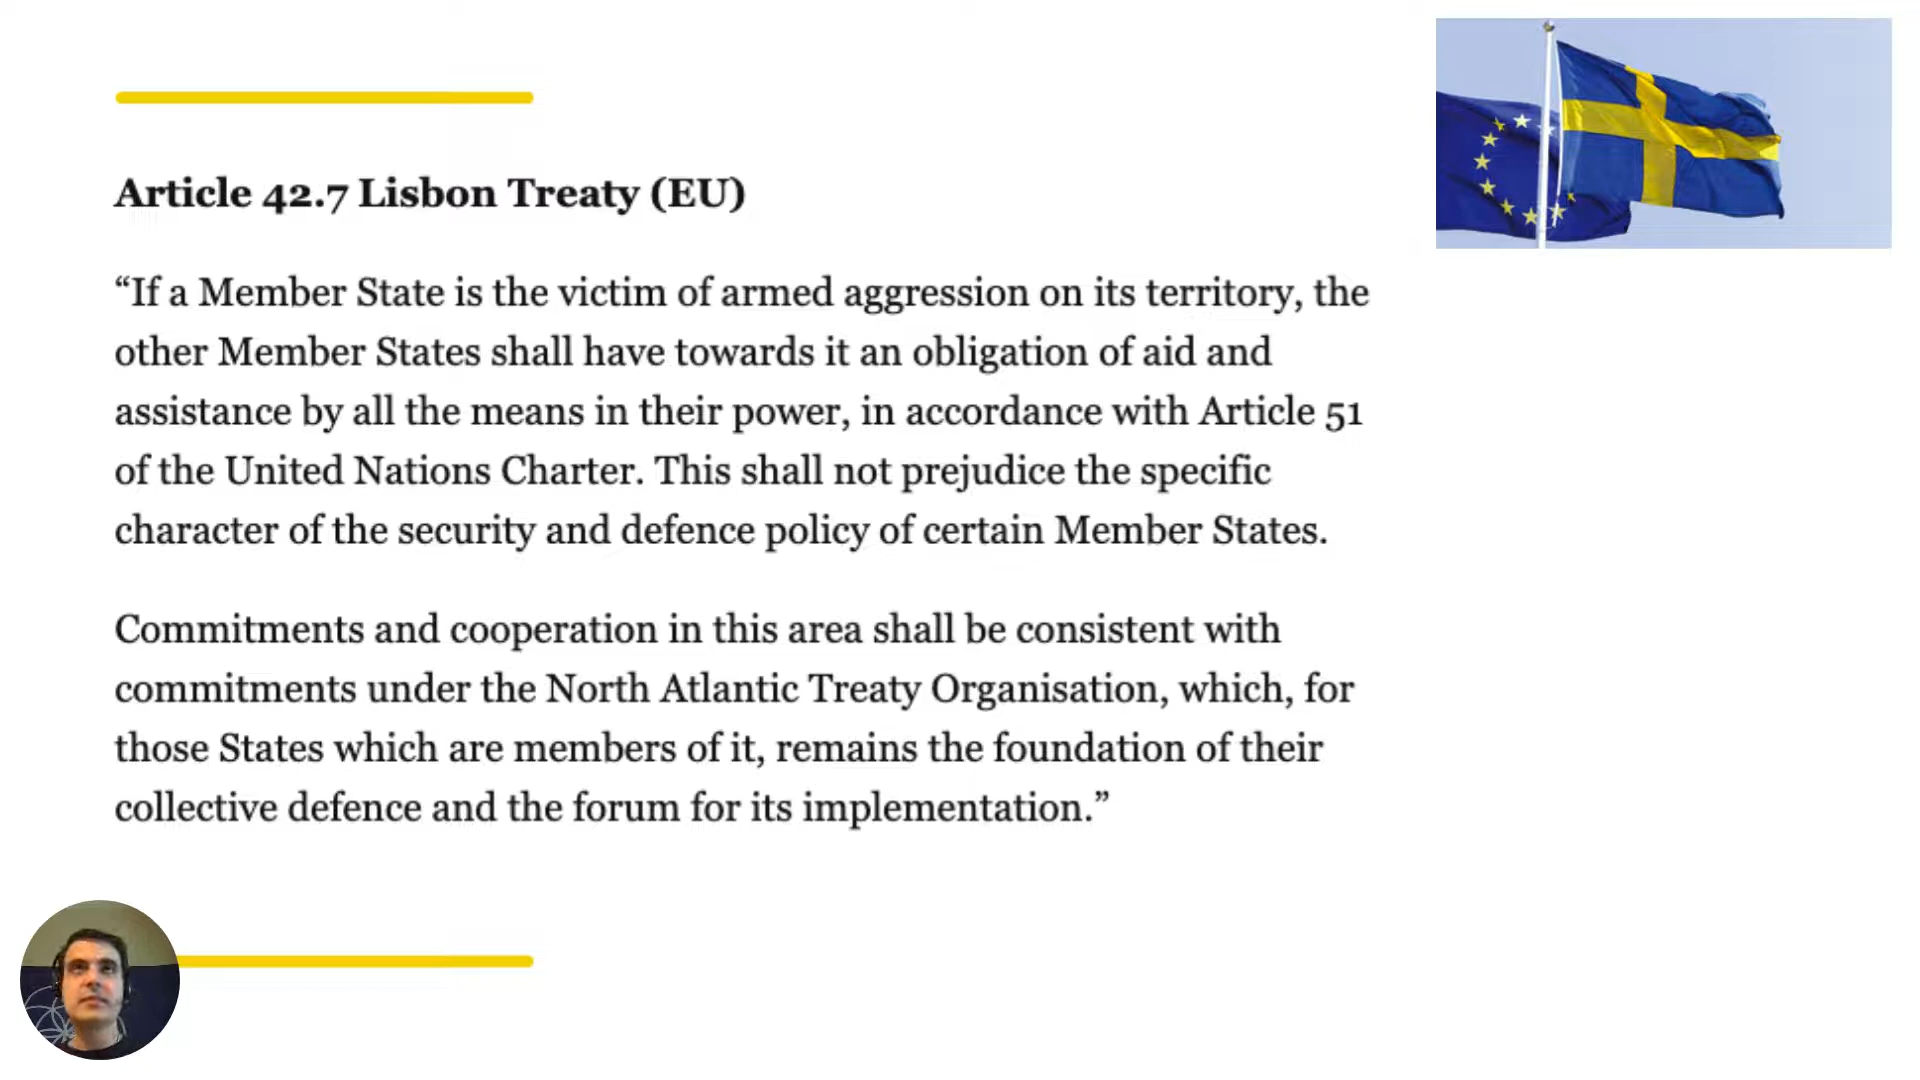 Article 42.7 Lisbon Treaty (EU)
“If a Member State is the victim of armed aggression on its territory, the
other Member States shall have towards it an obligation of aid and
assistance by all the means in their power, in accordance with Article 51
of the United Nations Charter. This shall not prejudice the specific
character of the security and defence policy of certain Member States.
Commitments and cooperation in this area shall be consistent with
commitments under the North Atlantic Treaty Organisation, which, for
those States which are members of it, remains the foundation of their
collective defence and the forum for its implementation.”